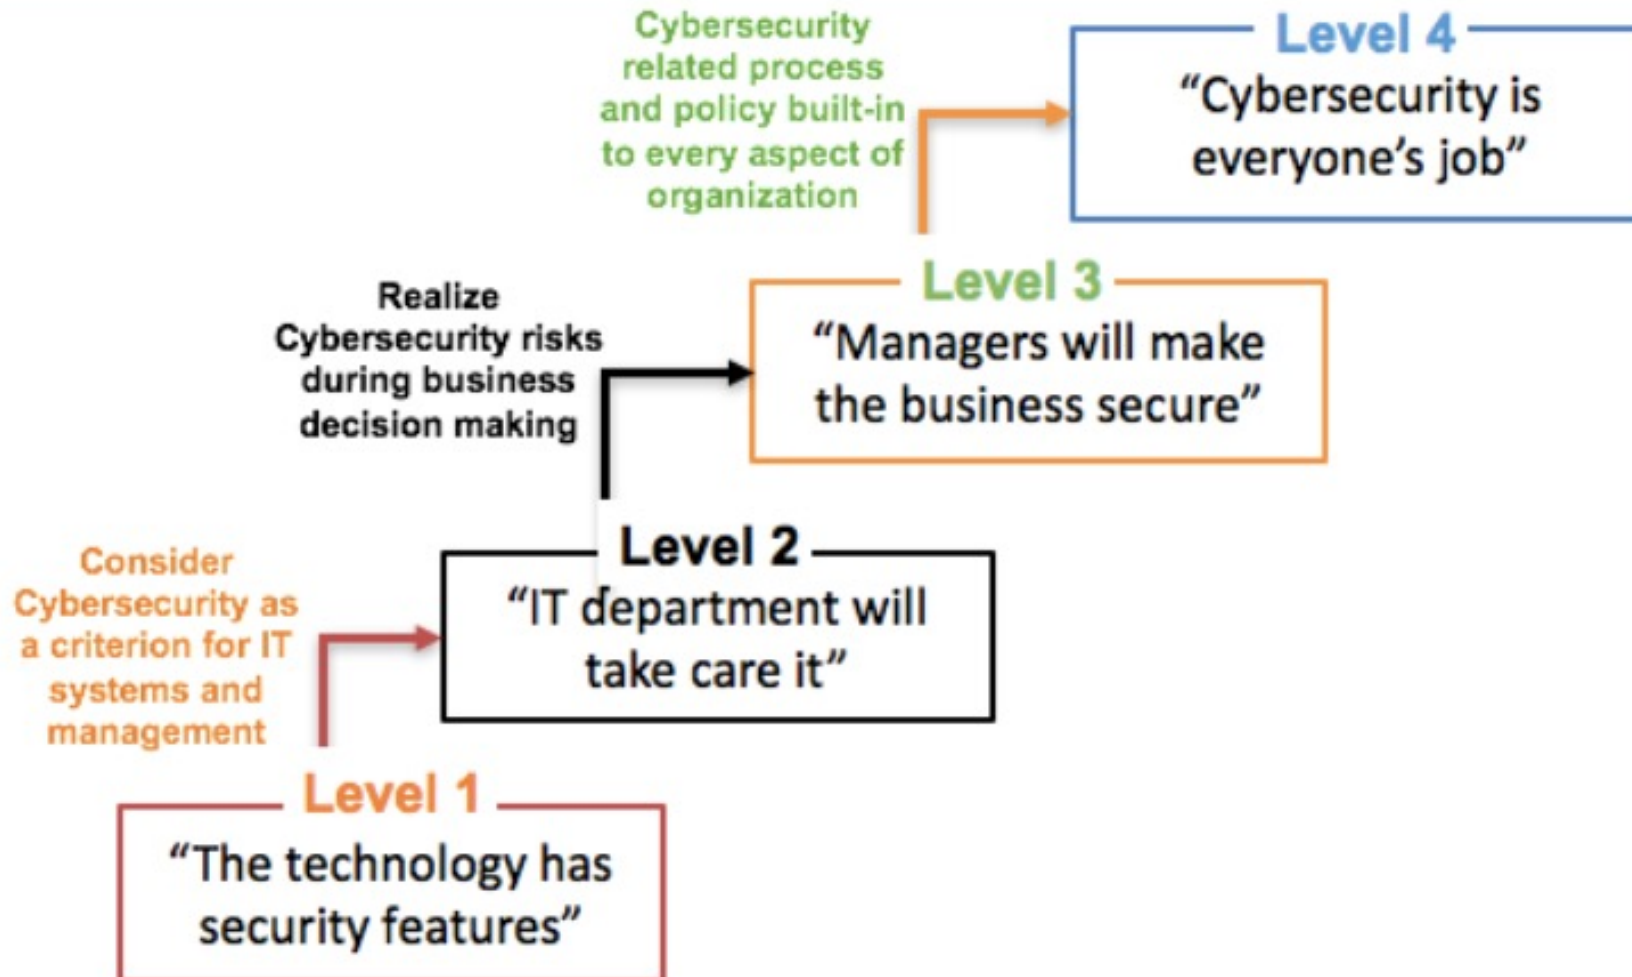 Cybersecurity
related process
and policy built-in
to every aspect of
organization
Level 4
“Cybersecurity is
everyone’s job”
Realize
Cybersecurity risks
during business
decision making
Level 3
“Managers will make
the business secure”
Consider
Cybersecurity as
a criterion for IT
systems and
management
Level 2
“IT department will
take care it”
Level 1
“The technology has
security features”